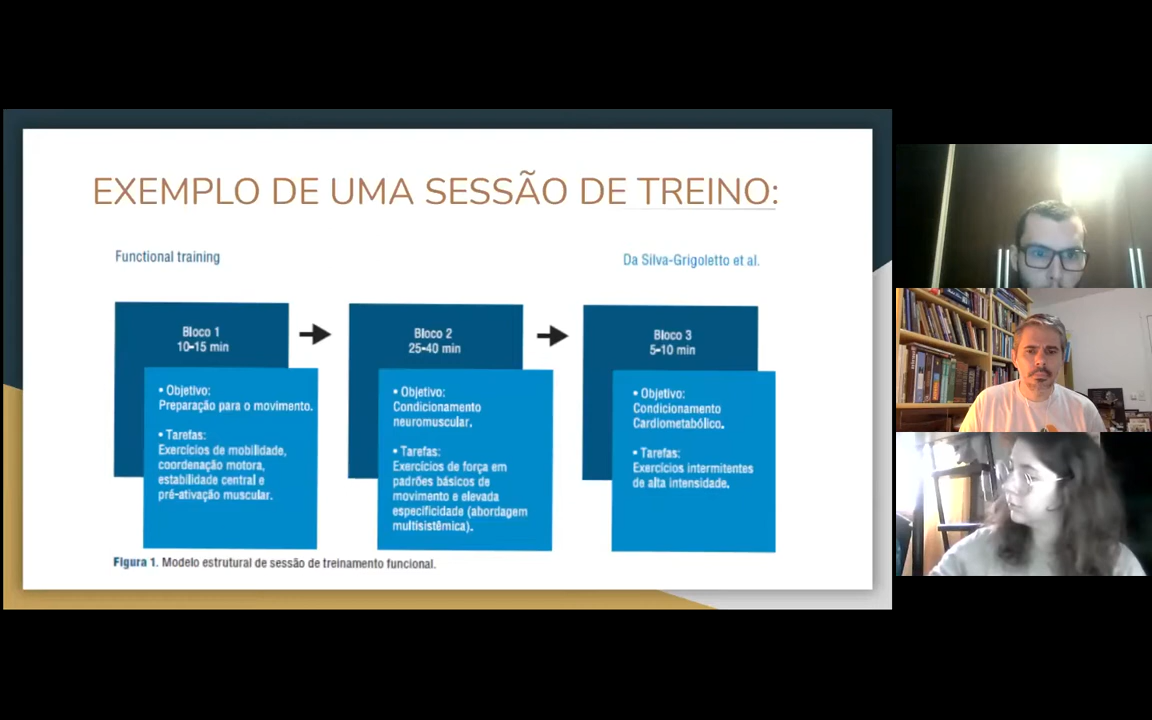 EXEMPLO DE UMA SESSÃO DE TREINO:
Functional training
Da Silva-Grigoletto et al.
Bloco 1
10-15 min
• Objetivo:
Preparação para o movimento.
• Tarefas:
Exercícios de mobilidade,
coordenação motora,
estabilidade central e
pré-ativação muscular.
Bloco 2
25-40 min
• Objetivo:
Condicionamento
neuromuscular.
• Tarefas:
Exercícios de força em
padrões básicos de
movimento e elevada
especificidade (abordagem
multisistêmica).
Bloco 3
5-10 min
• Objetivo:
Condicionamento
Cardiometabólico.
• Tarefas:
Exercícios intermitentes
de alta intensidade.
Figura 1. Modelo estrutural de sessão de treinamento funcional.